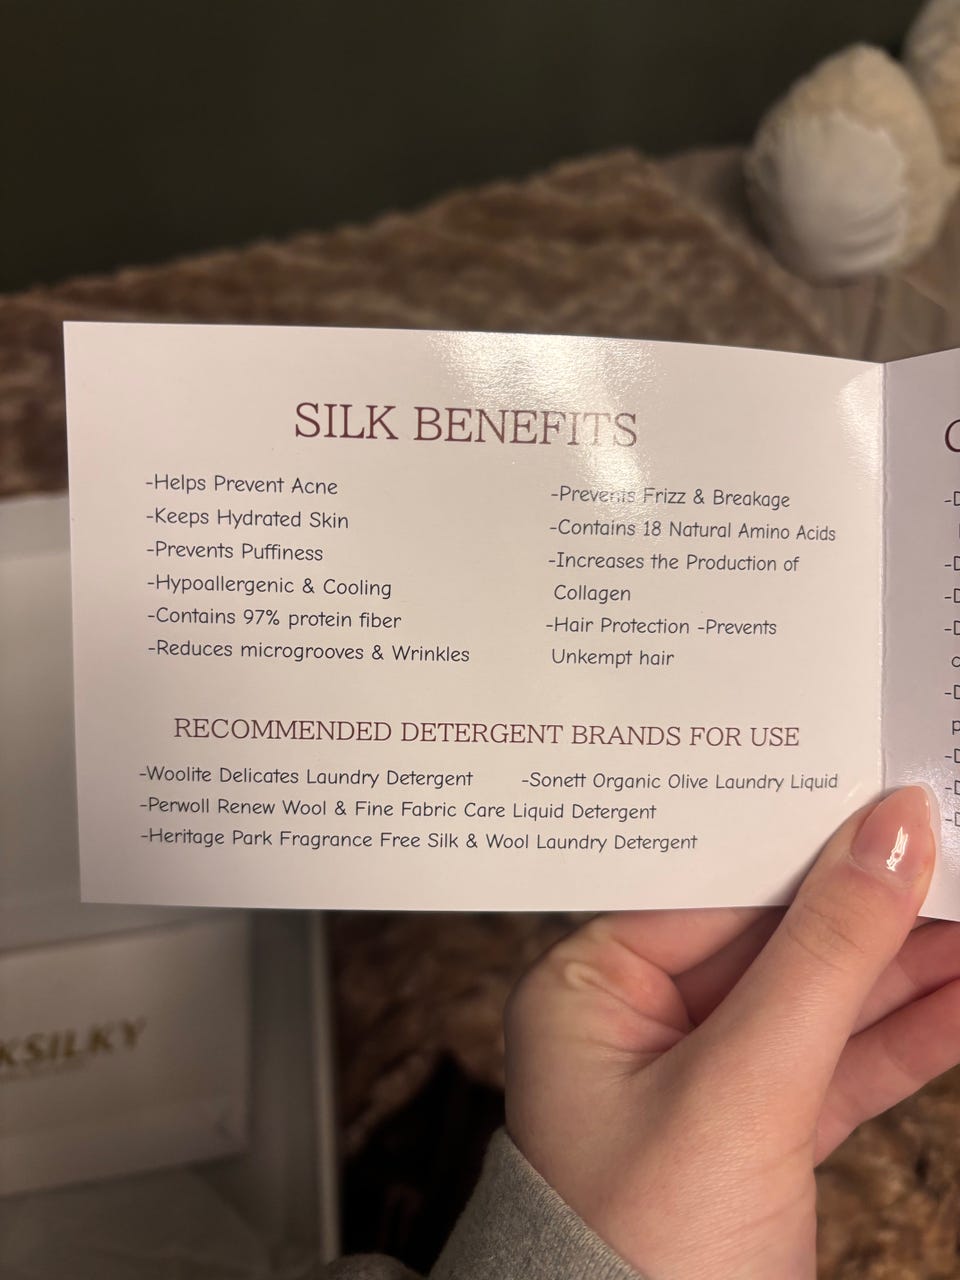 SILK BENEFITS
-Helps Prevent Acne
-Keeps Hydrated Skin
-Prevents Puffiness
-Hypoallergenic & Cooling
-Contains 97% protein fiber
-Reduces microgrooves & Wrinkles
-Prevents Frizz & Breakage
-Contains 18 Natural Amino Acids
-Increases the Production of
Collagen
-Hair Protection -Prevents
Unkempt hair
RECOMMENDED DETERGENT BRANDS FOR USE
-Woolite Delicates Laundry Detergent -Sonett Organic Olive Laundry Liquid
-Perwoll Renew Wool & Fine Fabric Care Liquid Detergent
-Heritage Park Fragrance Free Silk & Wool Laundry Detergent
KSILKY